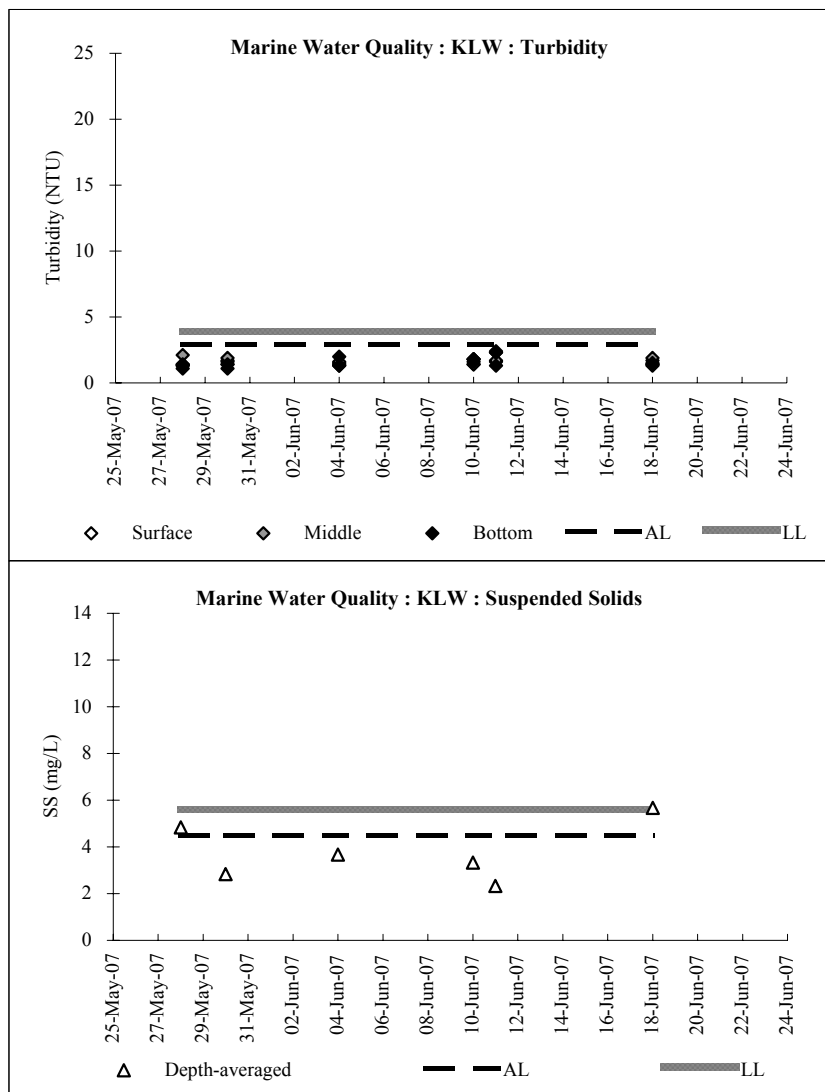 Marine Water Quality : KLW : Turbidity
25
20
15
10
5
0
Turbidity (NTU)
25-May-07
27-May-07
29-May-07
31-May-07
02-Jun-07
04-Jun-07
06-Jun-07
08-Jun-07
10-Jun-07
12-Jun-07
14-Jun-07
16-Jun-07
18-Jun-07
20-Jun-07
22-Jun-07
24-Jun-07
Surface Middle Bottom AL LL
Marine Water Quality : KLW : Suspended Solids
14
12
10
8
6
4
2
0
SS (mg/L)
25-May-07
27-May-07
29-May-07
31-May-07
02-Jun-07
04-Jun-07
06-Jun-07
08-Jun-07
10-Jun-07
12-Jun-07
14-Jun-07
16-Jun-07
18-Jun-07
20-Jun-07
22-Jun-07
24-Jun-07
Depth-averaged AL LL